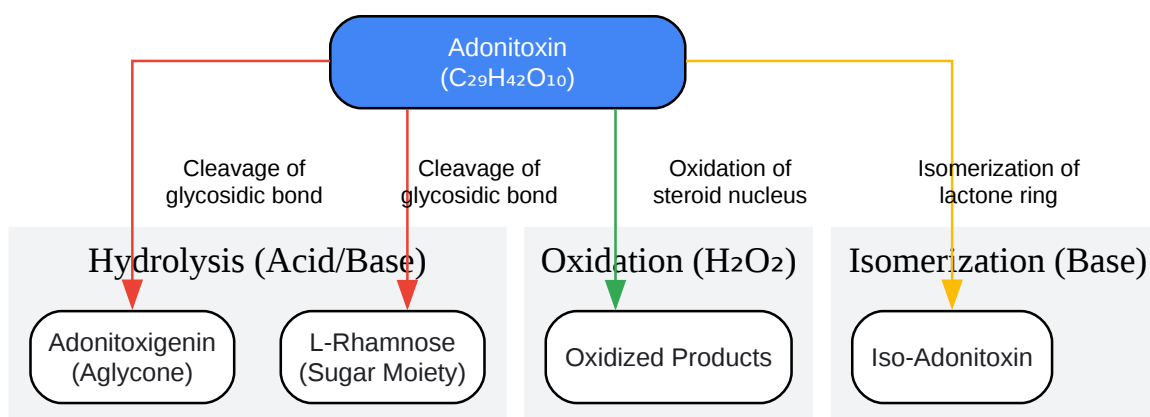 Adonitoxin
(C₂₉H₄₂O₁₀)
Cleavage of
glycosidic bond
Cleavage of
glycosidic bond
Oxidation of
steroid nucleus
Isomerization of
lactone ring
Hydrolysis (Acid/Base)
Oxidation (H₂O₂)
Isomerization (Base)
Adonitoxigenin
(Aglycone)
L-Rhamnose
(Sugar Moiety)
Oxidized Products
Iso-Adonitoxin